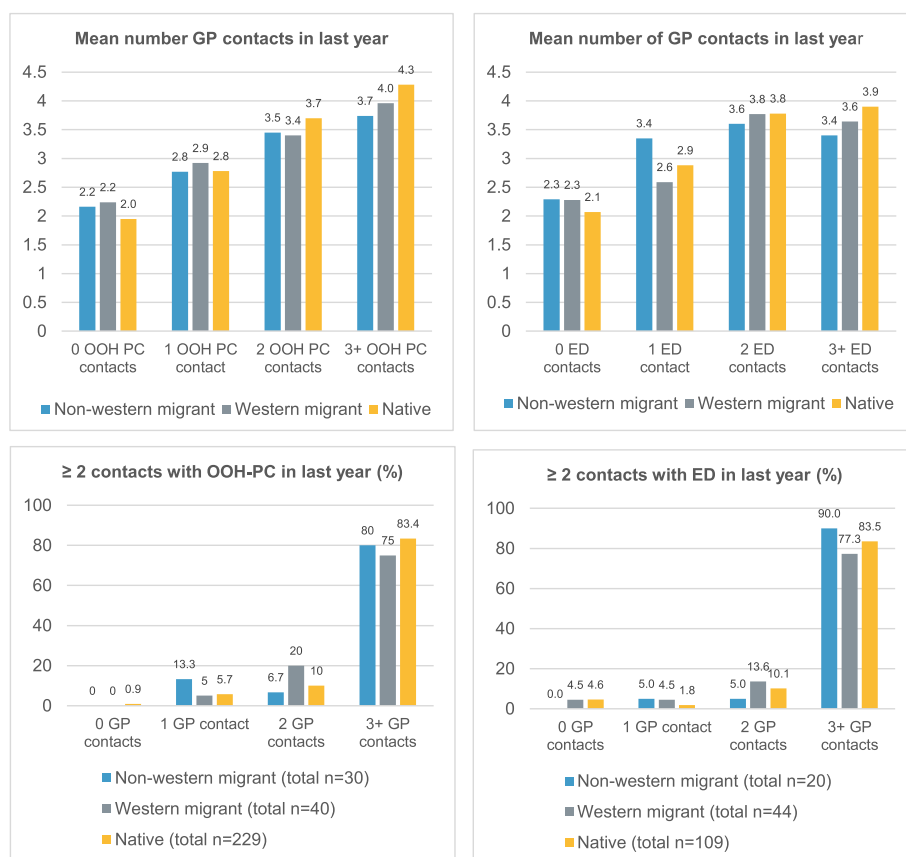 Mean number GP contacts in last year
4.5
4
3.5
3
2.5
2
1.5
1
0.5
0
2.2 2.2 2.0
2.8 2.9 2.8
3.5 3.4 3.7
3.7 4.0 4.3
0 OOH PC contacts
1 OOH PC contact
2 OOH PC contacts
3+ OOH PC contacts
Non-western migrant Western migrant Native
Mean number of GP contacts in last year
4.5
4
3.5
3
2.5
2
1.5
1
0.5
0
2.3 2.3 2.1
3.4 2.6 2.9
3.6 3.8 3.8
3.4 3.6 3.9
0 ED contacts
1 ED contact
2 ED contacts
3+ ED contacts
Non-western migrant Western migrant Native
≥ 2 contacts with OOH-PC in last year (%)
100
80
60
40
20
0
0 0 0.9
13.3 5 5.7
6.7 20 10
80 75 83.4
0 GP contacts
1 GP contact
2 GP contacts
3+ GP contacts
Non-western migrant (total n=30)
Western migrant (total n=40)
Native (total n=229)
≥ 2 contacts with ED in last year (%)
100
80
60
40
20
0
0.0 4.5 4.6
5.0 4.5 1.8
5.0 13.6 10.1
90.0 77.3 83.5
0 GP contacts
1 GP contact
2 GP contacts
3+ GP contacts
Non-western migrant (total n=20)
Western migrant (total n=44)
Native (total n=109)